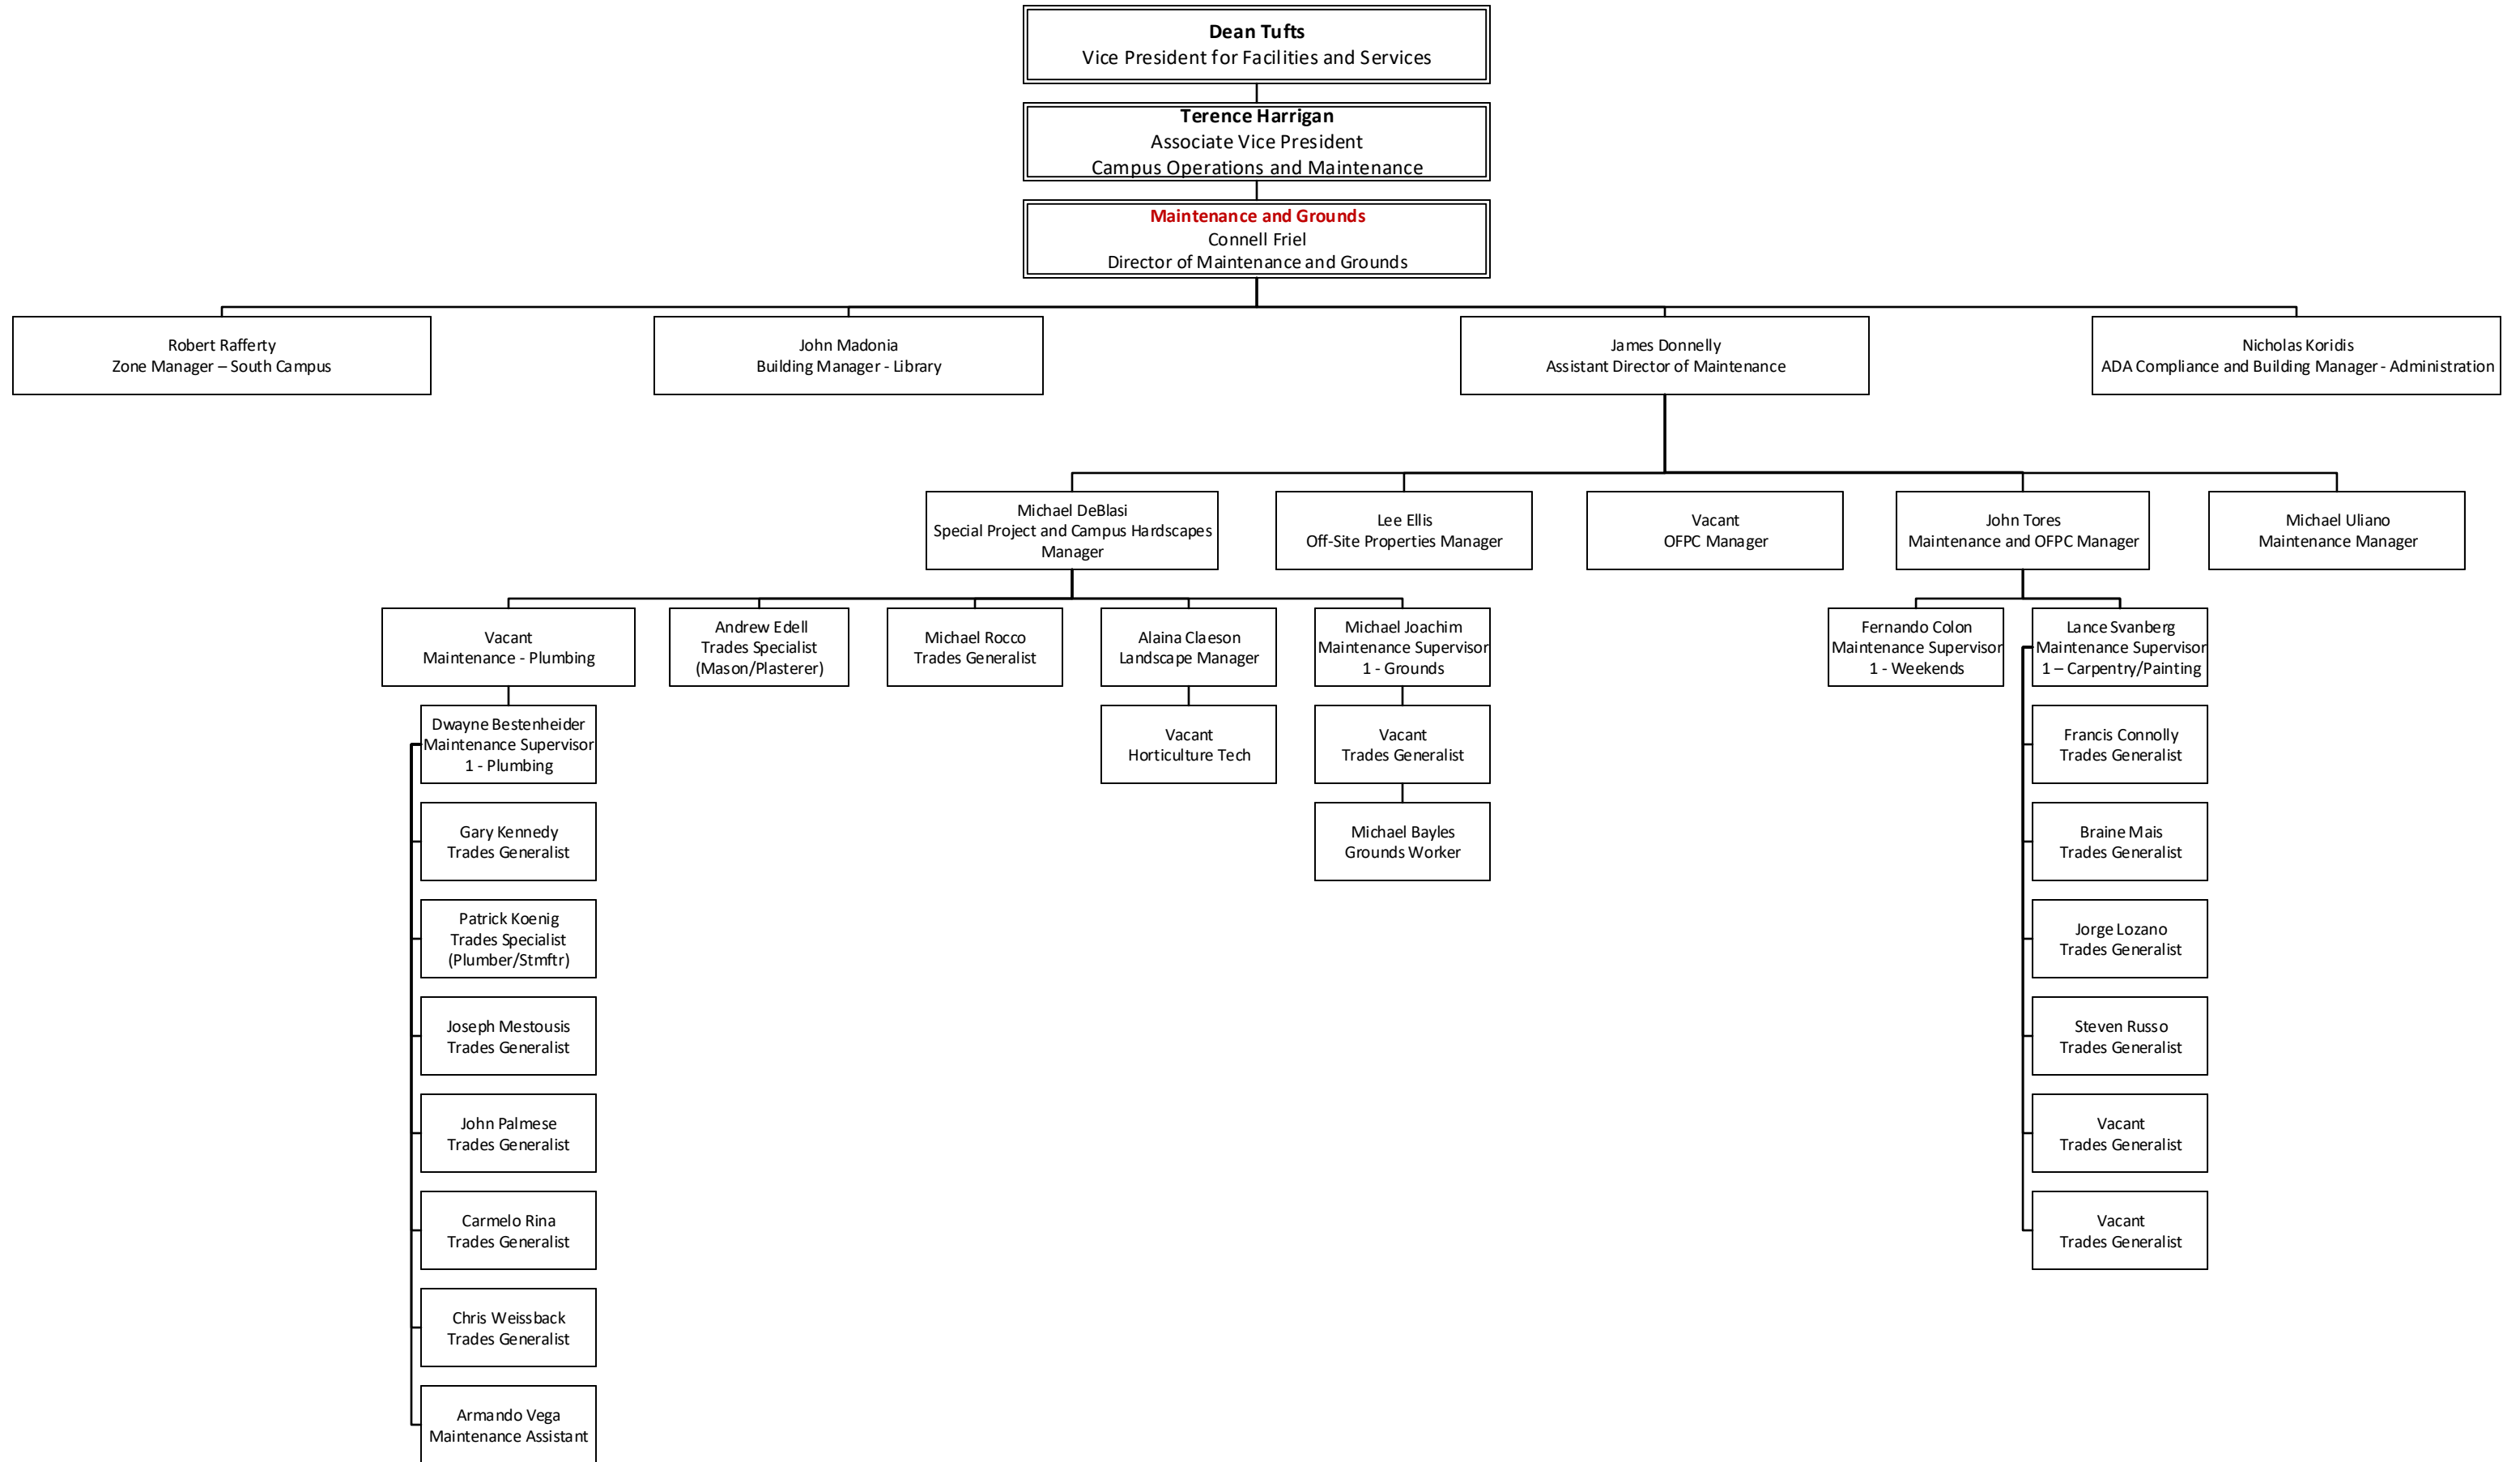 Dean Tufts
Vice President for Facilities and Services
Terence Harrigan
Associate Vice President
Campus Operations and Maintenance
Maintenance and Grounds
Connell Friel
Director of Maintenance and Grounds
Robert Rafferty
Zone Manager – South Campus
John Madonia
Building Manager - Library
James Donnelly
Assistant Director of Maintenance
Nicholas Koridis
ADA Compliance and Building Manager - Administration
Michael DeBlasi
Special Project and Campus Hardscapes
Manager
Lee Ellis
Off-Site Properties Manager
Vacant
OFPC Manager
John Tores
Maintenance and OFPC Manager
Michael Uliano
Maintenance Manager
Vacant
Maintenance - Plumbing
Andrew Edell
Trades Specialist
(Mason/Plasterer)
Michael Rocco
Trades Generalist
Alaina Claeson
Landscape Manager
Michael Joachim
Maintenance Supervisor
1 - Grounds
Fernando Colon
Maintenance Supervisor
1 - Weekends
Lance Svanberg
Maintenance Supervisor
1 – Carpentry/Painting
Dwayne Bestenheider
Maintenance Supervisor
1 - Plumbing
Vacant
Horticulture Tech
Vacant
Trades Generalist
Francis Connolly
Trades Generalist
Gary Kennedy
Trades Generalist
Michael Bayles
Grounds Worker
Braine Mais
Trades Generalist
Patrick Koenig
Trades Specialist
(Plumber/Stmftr)
Jorge Lozano
Trades Generalist
Joseph Mestousis
Trades Generalist
Steven Russo
Trades Generalist
John Palmese
Trades Generalist
Vacant
Trades Generalist
Carmelo Rina
Trades Generalist
Vacant
Trades Generalist
Chris Weissback
Trades Generalist
Armando Vega
Maintenance Assistant